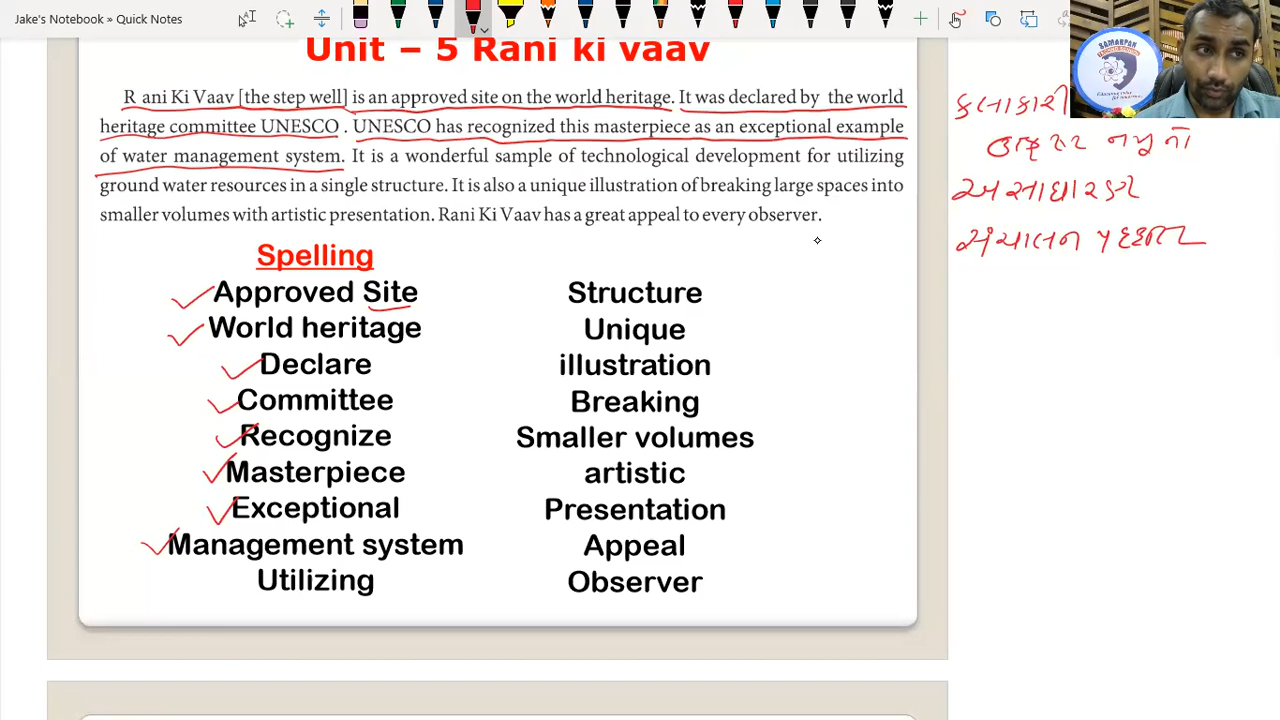 Jake's Notebook » Quick Notes
SAMARPAN
Unit – 5 Rani ki vaav
R ani Ki Vaav [the step well] is an approved site on the world heritage. It was declared by the world
heritage committee UNESCO . UNESCO has recognized this masterpiece as an exceptional example
of water management system. It is a wonderful sample of technological development for utilizing
ground water resources in a single structure. It is also a unique illustration of breaking large spaces into
smaller volumes with artistic presentation. Rani Ki Vaav has a great appeal to every observer.
Spelling
Approved Site
World heritage
Declare
Committee
Recognize
Masterpiece
Exceptional
Management system
Utilizing
Structure
Unique
illustration
Breaking
Smaller volumes
artistic
Presentation
Appeal
Observer
નમુનો
અસાધારણ
સંચાલન